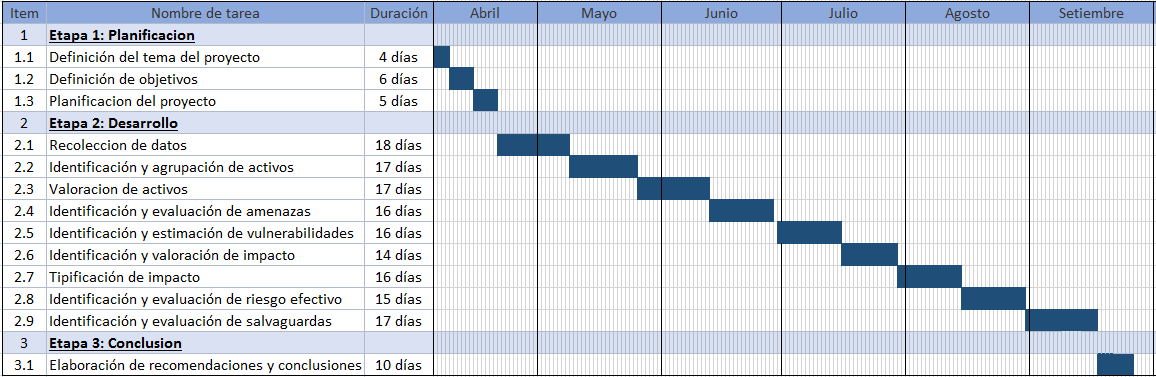 Item Nombre de tarea Duración Abril Mayo Junio Julio Agosto Setiembre
1 Etapa 1: Planificacion
1.1 Definición del tema del proyecto 4 días
1.2 Definición de objetivos 6 días
1.3 Planificacion del proyecto 5 días
2 Etapa 2: Desarrollo
2.1 Recoleccion de datos 18 días
2.2 Identificación y agrupación de activos 17 días
2.3 Valoracion de activos 17 días
2.4 Identificación y evaluación de amenazas 16 días
2.5 Identificación y estimación de vulnerabilidades 16 días
2.6 Identificación y valoración de impacto 14 días
2.7 Tipificación de impacto 16 días
2.8 Identificación y evaluación de riesgo efectivo 15 días
2.9 Identificación y evaluación de salvaguardas 17 días
3 Etapa 3: Conclusion
3.1 Elaboración de recomendaciones y conclusiones 10 días